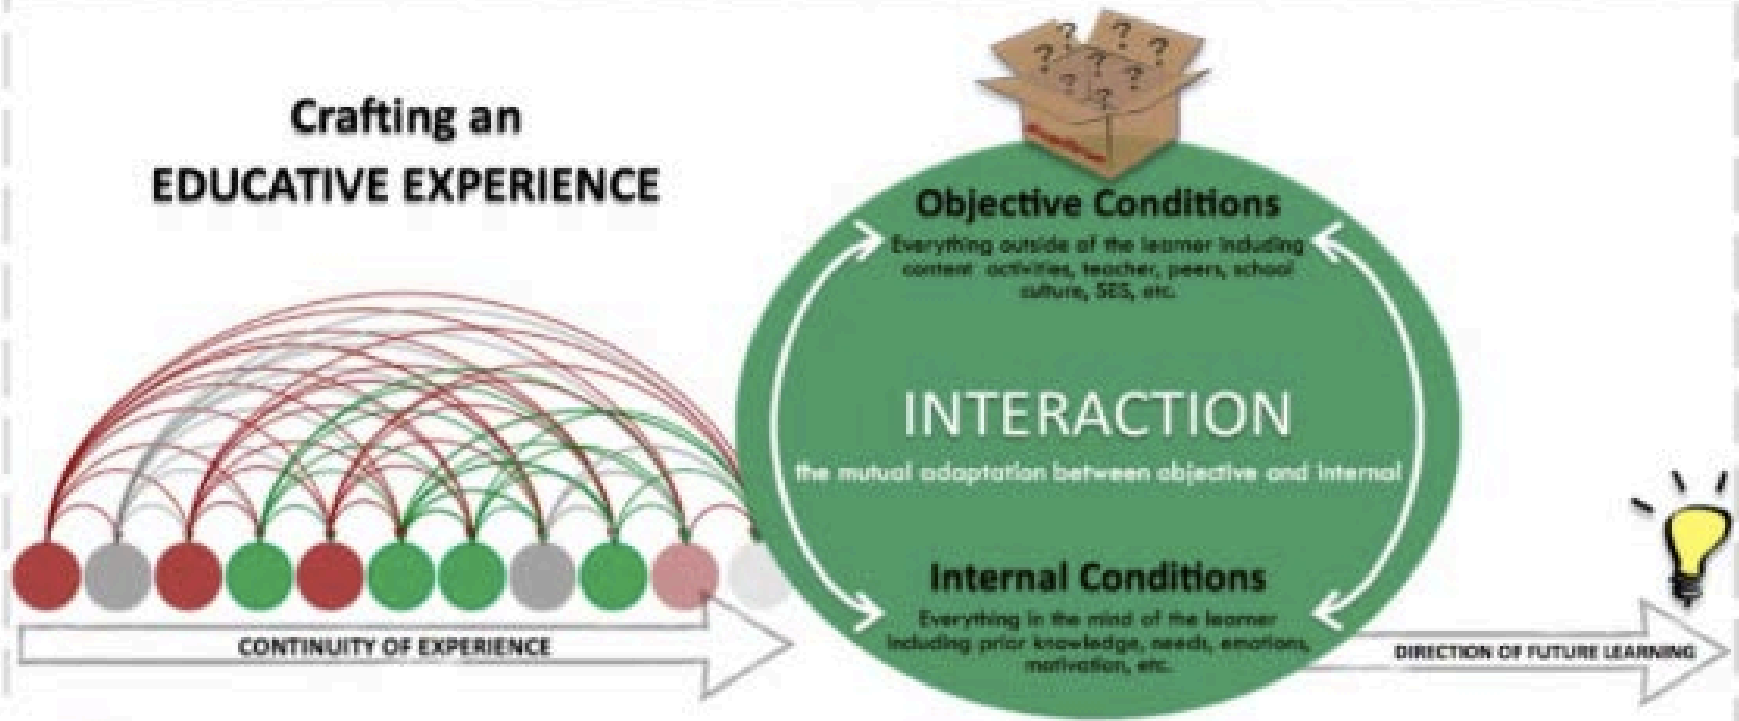 Crafting an
EDUCATIVE EXPERIENCE
? ? ? ? ? ? ? ?
Objective Conditions
Everything outside of the learner including
content activities, teacher, peers, school
culture, SES, etc.
INTERACTION
the mutual adaptation between objective and internal
Internal Conditions
Everything in the mind of the learner
including prior knowledge, needs, emotions,
motivation, etc.
CONTINUITY OF EXPERIENCE
DIRECTION OF FUTURE LEARNING